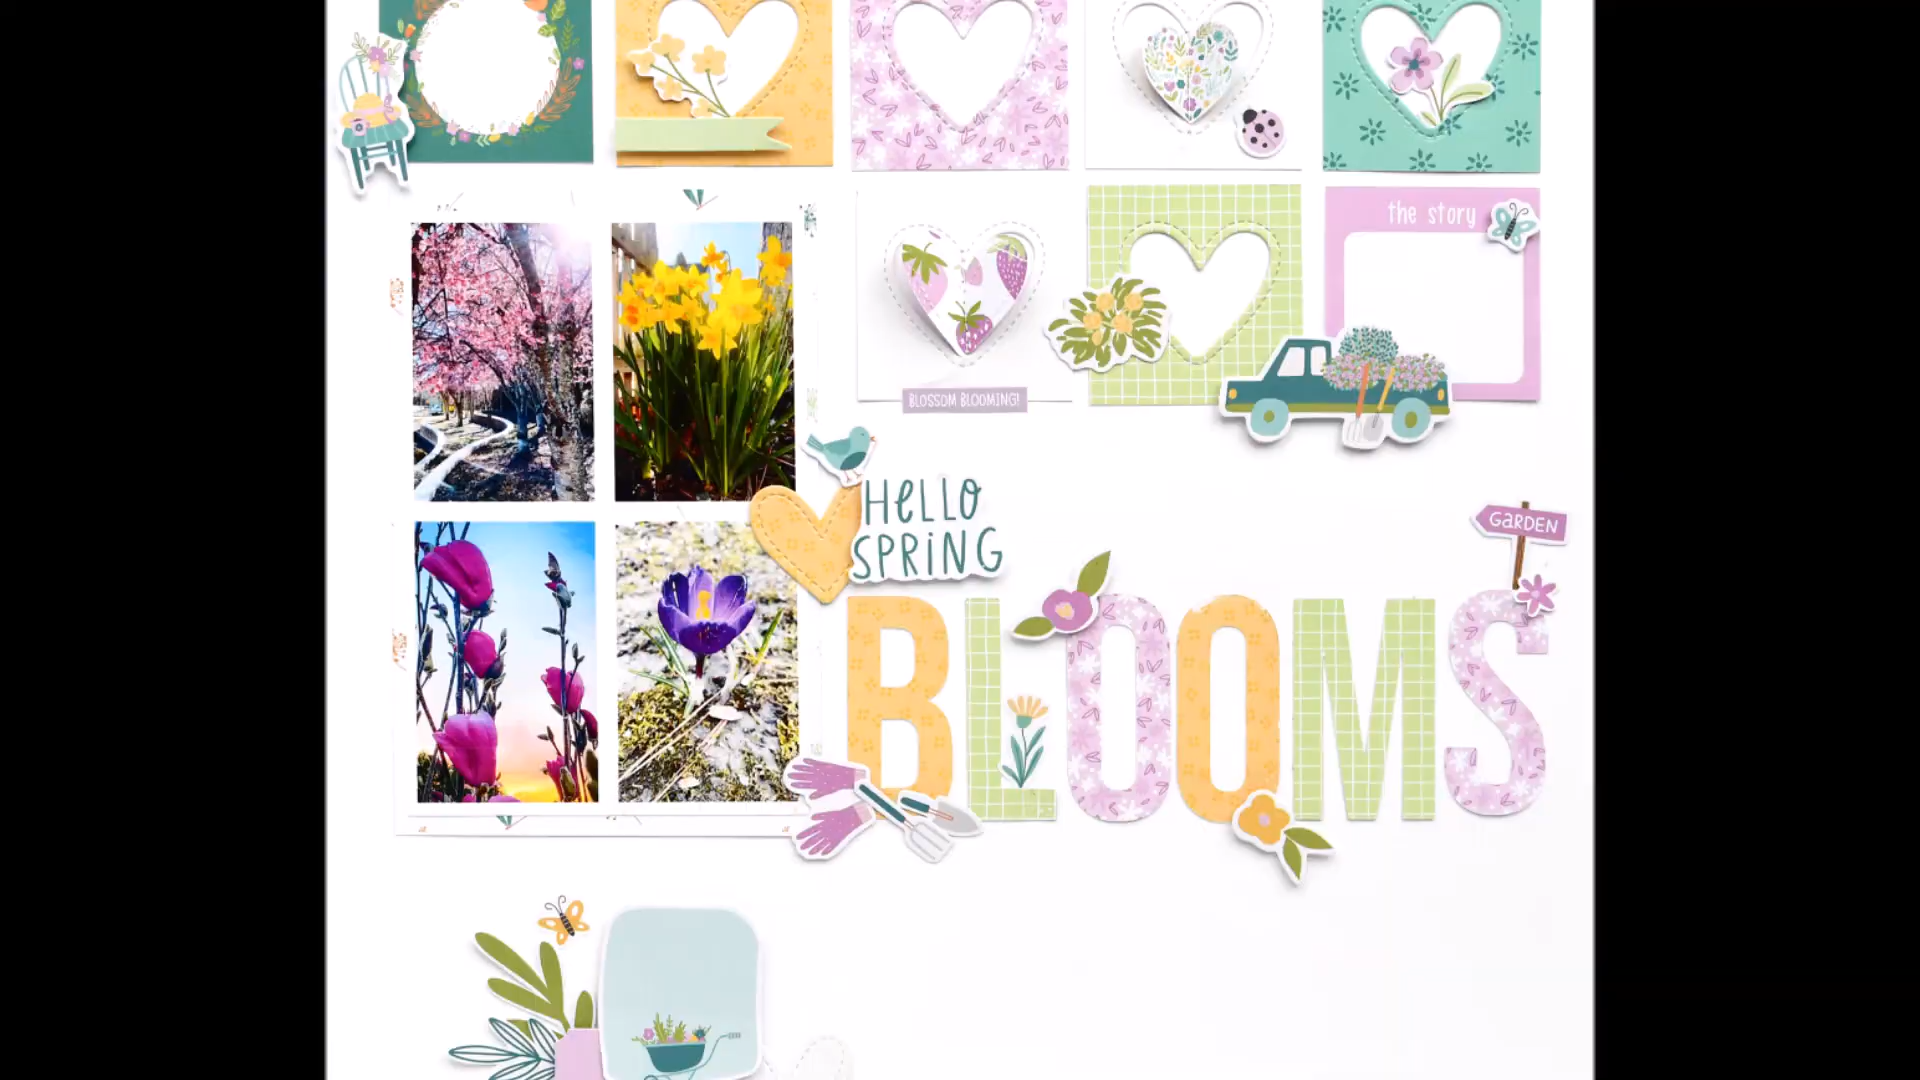 the story
BLOSSOM BLOOMING!
HELLO
SPRING
GARDEN
BLOOMS